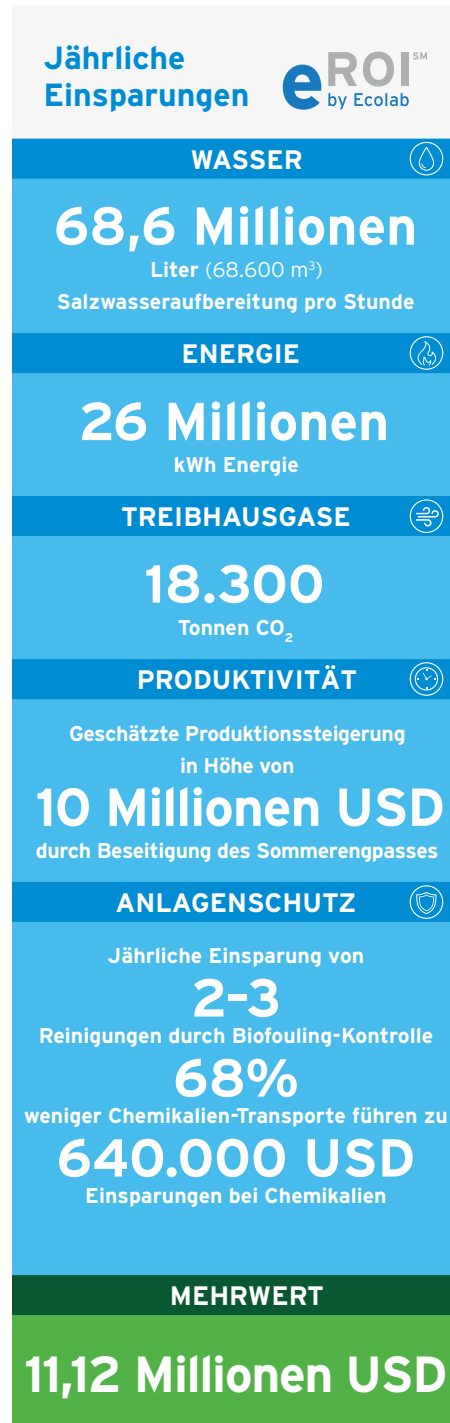 Jährliche
Einsparungen
eROI℠
by Ecolab
WASSER
68,6 Millionen
Liter (68.600 m³)
Salzwasseraufbereitung pro Stunde
ENERGIE
26 Millionen
kWh Energie
TREIBHAUSGASE
18.300
Tonnen CO₂
PRODUKTIVITÄT
Geschätzte Produktionssteigerung
in Höhe von
10 Millionen USD
durch Beseitigung des Sommerengpasses
ANLAGENSCHUTZ
Jährliche Einsparung von
2-3
Reinigungen durch Biofouling-Kontrolle
68%
weniger Chemikalien-Transporte führen zu
640.000 USD
Einsparungen bei Chemikalien
MEHRWERT
11,12 Millionen USD